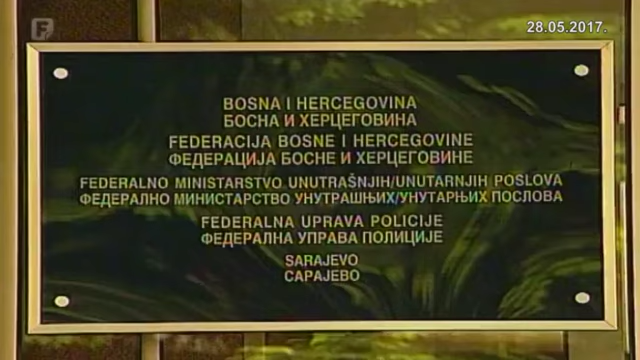 28.05.2017.
BOSNA I HERCEGOVINA
БОСНА И ХЕРЦЕГОВИНА
FEDERACIJA BOSNE I HERCEGOVINE
ФЕДЕРАЦИЈА БОСНЕ И ХЕРЦЕГОВИНЕ
FEDERALNO MINISTARSTVO UNUTRAŠNJIH/UNUTARNJIH POSLOVA
ФЕДЕРАЛНО МИНИСТАРСТВО УНУТРАШЊИХ/УНУТАРЊИХ ПОСЛОВА
FEDERALNA UPRAVA POLICIJE
ФЕДЕРАЛНА УПРАВА ПОЛИЦИЈЕ
SARAJEVO
САРАЈЕВО